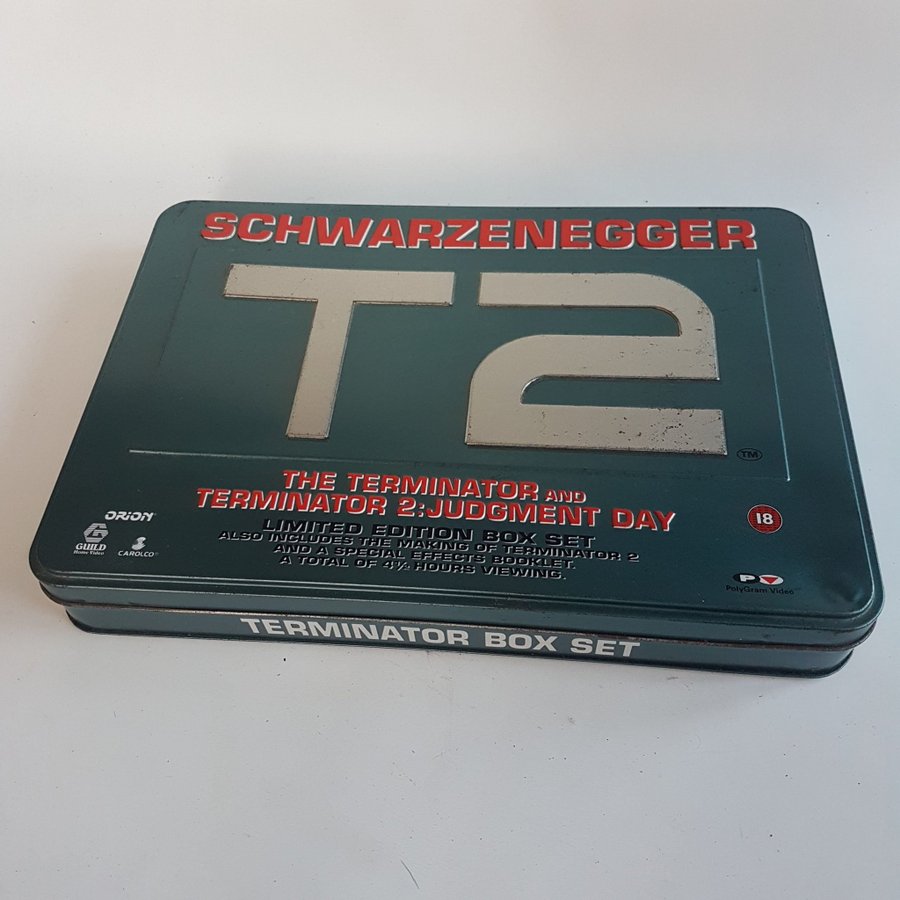 SCHWARZENEGGER
T2
TM
THE TERMINATOR AND
TERMINATOR 2:JUDGMENT DAY
LIMITED EDITION BOX SET
ALSO INCLUDES THE MAKING OF TERMINATOR 2
AND A SPECIAL EFFECTS BOOKLET.
A TOTAL OF 4½ HOURS VIEWING.
ORION
GUILD
Home Video
CAROLCO
18
PolyGram Video
TERMINATOR BOX SET